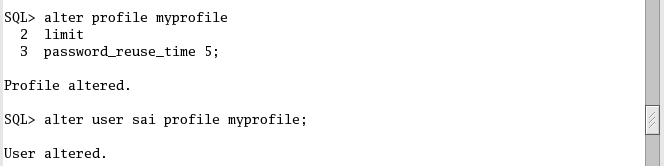 SQL> alter profile myprofile
2 limit
3 password_reuse_time 5;
Profile altered.
SQL> alter user sai profile myprofile;
User altered.